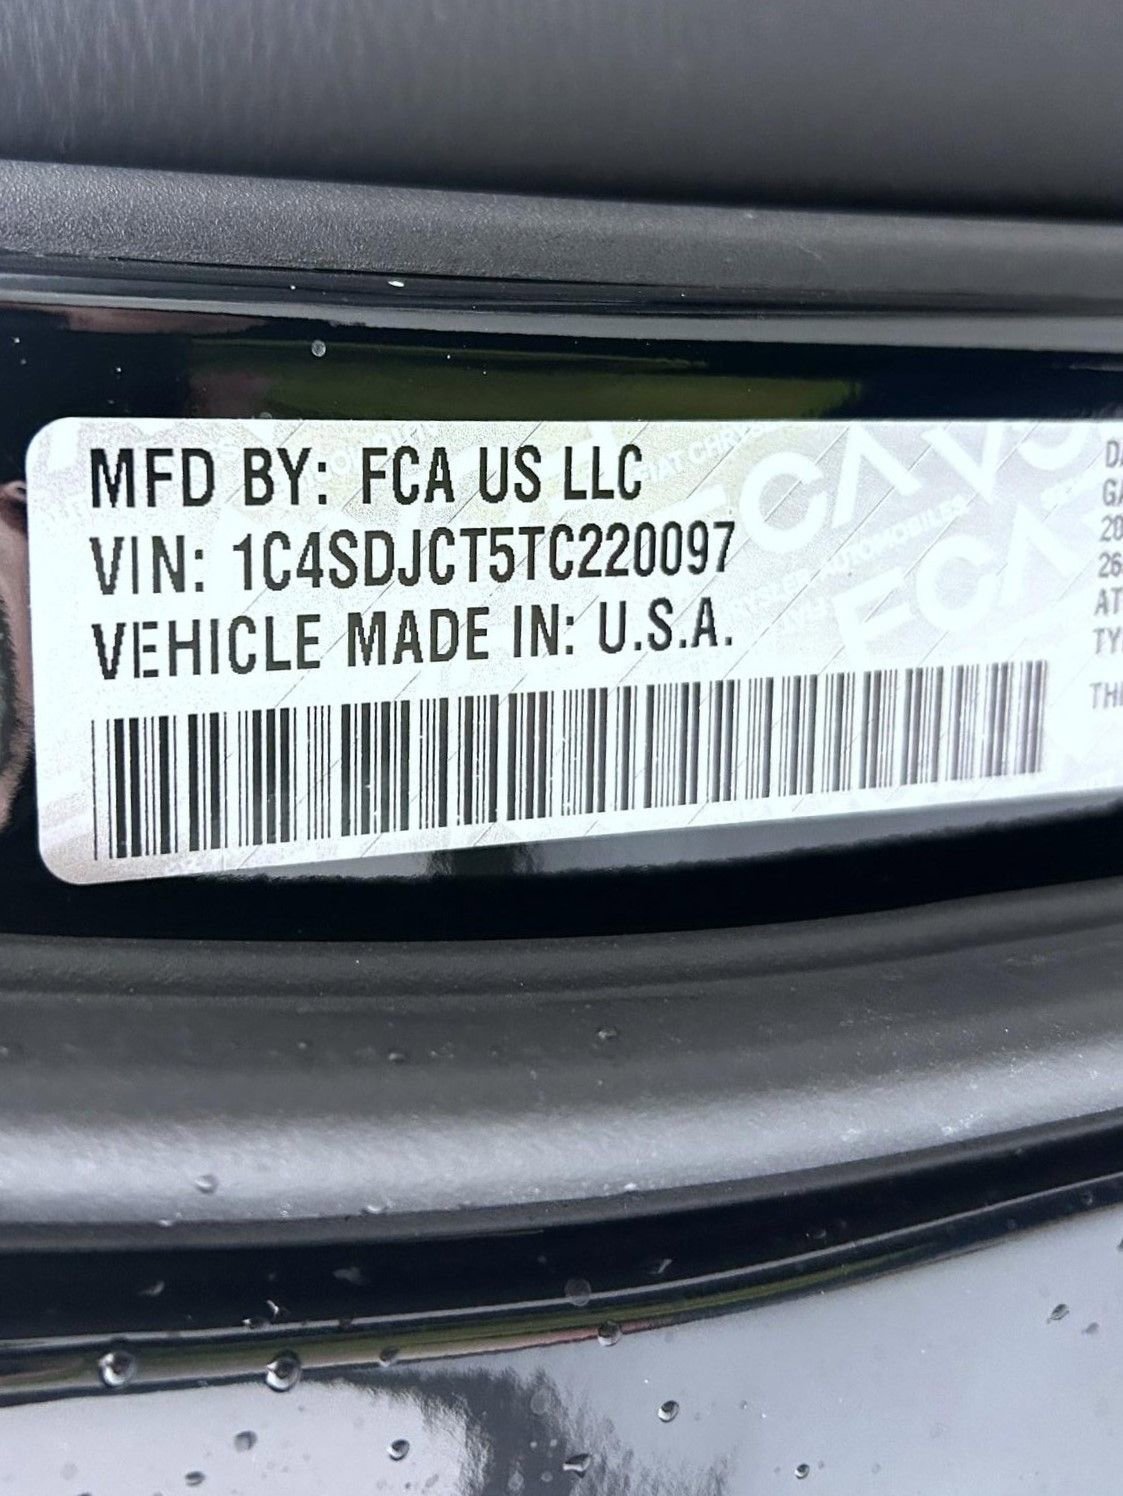 MFD BY: FCA US LLC
VIN: 1C4SDJCT5TC220097
VEHICLE MADE IN: U.S.A.